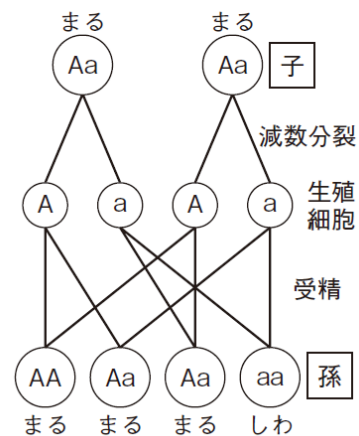 まる まる
Aa Aa 子
減数分裂
A a A a 生殖
細胞
受精
AA Aa Aa aa 孫
まる まる まる しわ